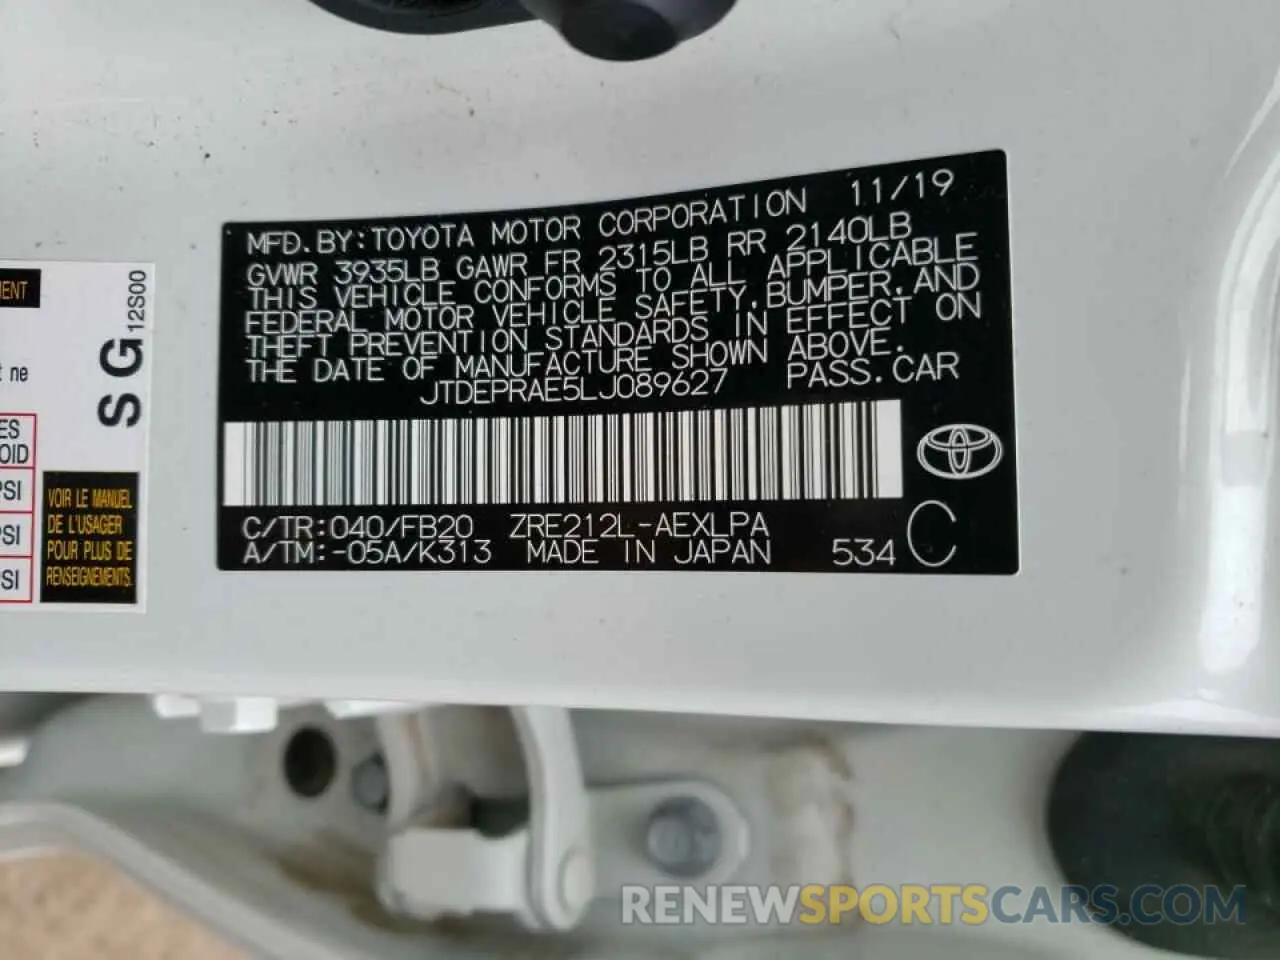 MFD. BY: TOYOTA MOTOR CORPORATION 11/19
GVWR 3935LB GAWR FR 2315LB RR 2140LB
THIS VEHICLE CONFORMS TO ALL APPLICABLE
FEDERAL MOTOR VEHICLE SAFETY, BUMPER, AND
THEFT PREVENTION STANDARDS IN EFFECT ON
THE DATE OF MANUFACTURE SHOWN ABOVE.
JTDEPRAE5LJ089627 PASS. CAR
C/TR: 040/FB20 ZRE212L-AEXLPA
A/TM: -05A/K313 MADE IN JAPAN 534 C
SG 12S00
VOIR LE MANUEL
DE L'USAGER
POUR PLUS DE
RENSEIGNEMENTS.
ne
RENEWSPORTSCARS.COM